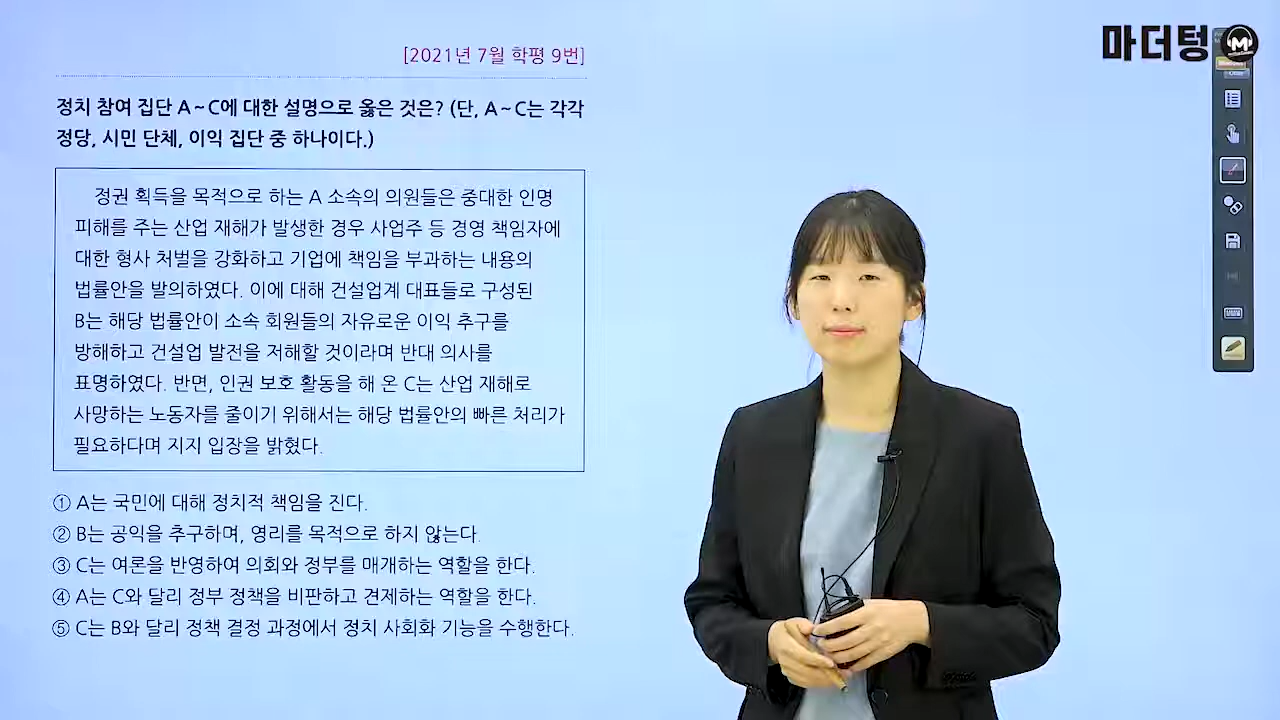 마더텅
[2021년 7월 학평 9번]
정치 참여 집단 A~C에 대한 설명으로 옳은 것은? (단, A~C는 각각
정당, 시민 단체, 이익 집단 중 하나이다.)
정권 획득을 목적으로 하는 A 소속의 의원들은 중대한 인명
피해를 주는 산업 재해가 발생한 경우 사업주 등 경영 책임자에
대한 형사 처벌을 강화하고 기업에 책임을 부과하는 내용의
법률안을 발의하였다. 이에 대해 건설업계 대표들로 구성된
B는 해당 법률안이 소속 회원들의 자유로운 이익 추구를
방해하고 건설업 발전을 저해할 것이라며 반대 의사를
표명하였다. 반면, 인권 보호 활동을 해 온 C는 산업 재해로
사망하는 노동자를 줄이기 위해서는 해당 법률안의 빠른 처리가
필요하다며 지지 입장을 밝혔다.
① A는 국민에 대해 정치적 책임을 진다.
② B는 공익을 추구하며, 영리를 목적으로 하지 않는다.
③ C는 여론을 반영하여 의회와 정부를 매개하는 역할을 한다.
④ A는 C와 달리 정부 정책을 비판하고 견제하는 역할을 한다.
⑤ C는 B와 달리 정책 결정 과정에서 정치 사회화 기능을 수행한다.